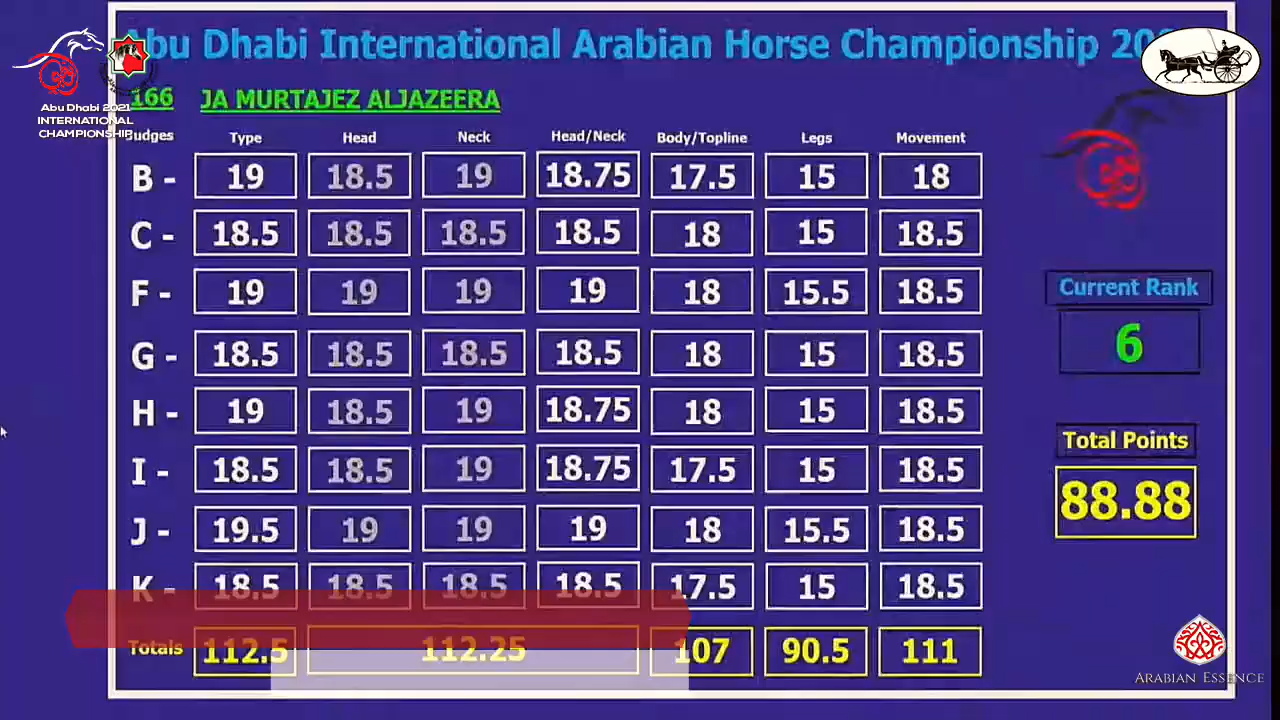 Abu Dhabi International Arabian Horse Championship
Abu Dhabi 2021
INTERNATIONAL
CHAMPIONSHIP
166 JA MURTAJEZ ALJAZEERA
Judges Type Head Neck Head/Neck Body/Topline Legs Movement
B - 19 18.5 19 18.75 17.5 15 18
C - 18.5 18.5 18.5 18.5 18 15 18.5
F - 19 19 19 19 18 15.5 18.5
G - 18.5 18.5 18.5 18.5 18 15 18.5
H - 19 18.5 19 18.75 18 15 18.5
I - 18.5 18.5 19 18.75 17.5 15 18.5
J - 19.5 19 19 19 18 15.5 18.5
K - 18.5 18.5 18.5 18.5 17.5 15 18.5
Totals 112.5 112.25 107 90.5 111
Current Rank
6
Total Points
88.88
ARABIAN ESSENCE